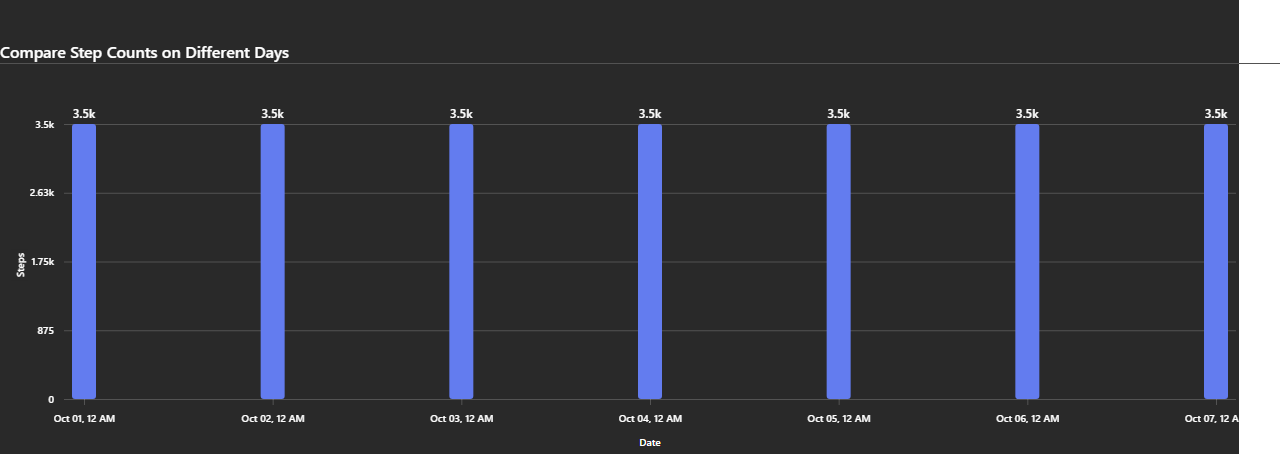 Compare Step Counts on Different Days
3.5k 3.5k 3.5k 3.5k 3.5k 3.5k 3.5k
3.5k
2.63k
1.75k
875
0
Steps
Oct 01, 12 AM Oct 02, 12 AM Oct 03, 12 AM Oct 04, 12 AM Oct 05, 12 AM Oct 06, 12 AM Oct 07, 12 A
Date